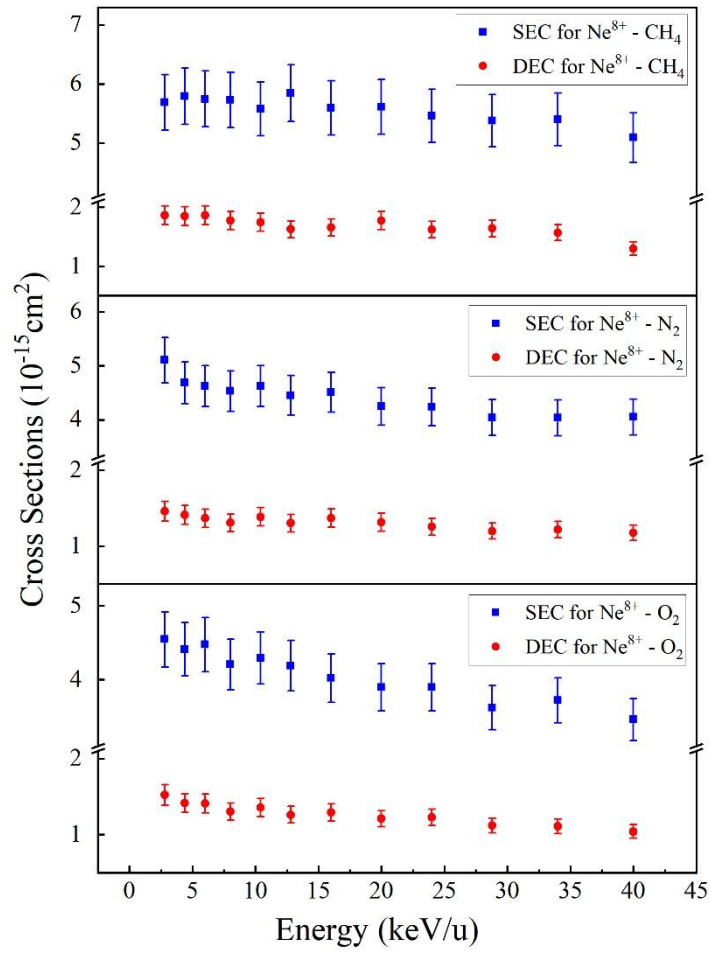 7
6
5
2
1
SEC for Ne⁸⁺ - CH₄
DEC for Ne⁸⁺ - CH₄
6
5
4
2
1
SEC for Ne⁸⁺ - N₂
DEC for Ne⁸⁺ - N₂
5
4
2
1
SEC for Ne⁸⁺ - O₂
DEC for Ne⁸⁺ - O₂
Cross Sections (10⁻¹⁵cm²)
0 5 10 15 20 25 30 35 40 45
Energy (keV/u)